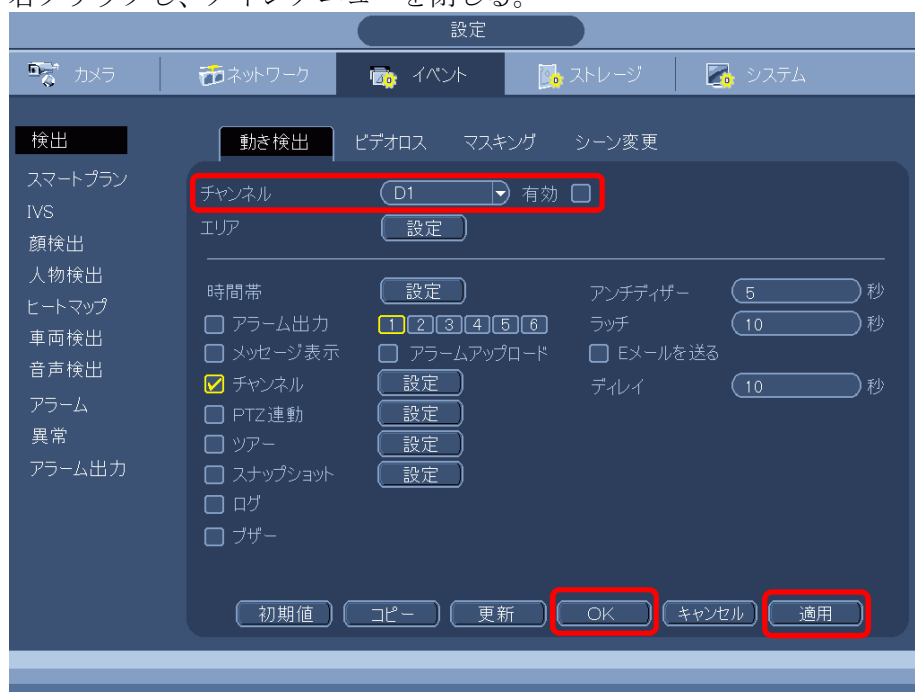 右クリックし、メインメニューを閉じる。
設定
カメラ ネットワーク イベント ストレージ システム
検出
スマートプラン
IVS
顔検出
人物検出
ヒートマップ
車両検出
音声検出
アラーム
異常
アラーム出力
動き検出 ビデオロス マスキング シーン変更
チャンネル D1 有効
エリア 設定
時間帯 設定 アンチディザー 5 秒
アラーム出力 1 2 3 4 5 6 ラッチ 10 秒
メッセージ表示 アラームアップロード Eメールを送る
チャンネル 設定 ディレイ 10 秒
PTZ連動 設定
ツアー 設定
スナップショット 設定
ログ
ブザー
初期値 コピー 更新 OK キャンセル 適用